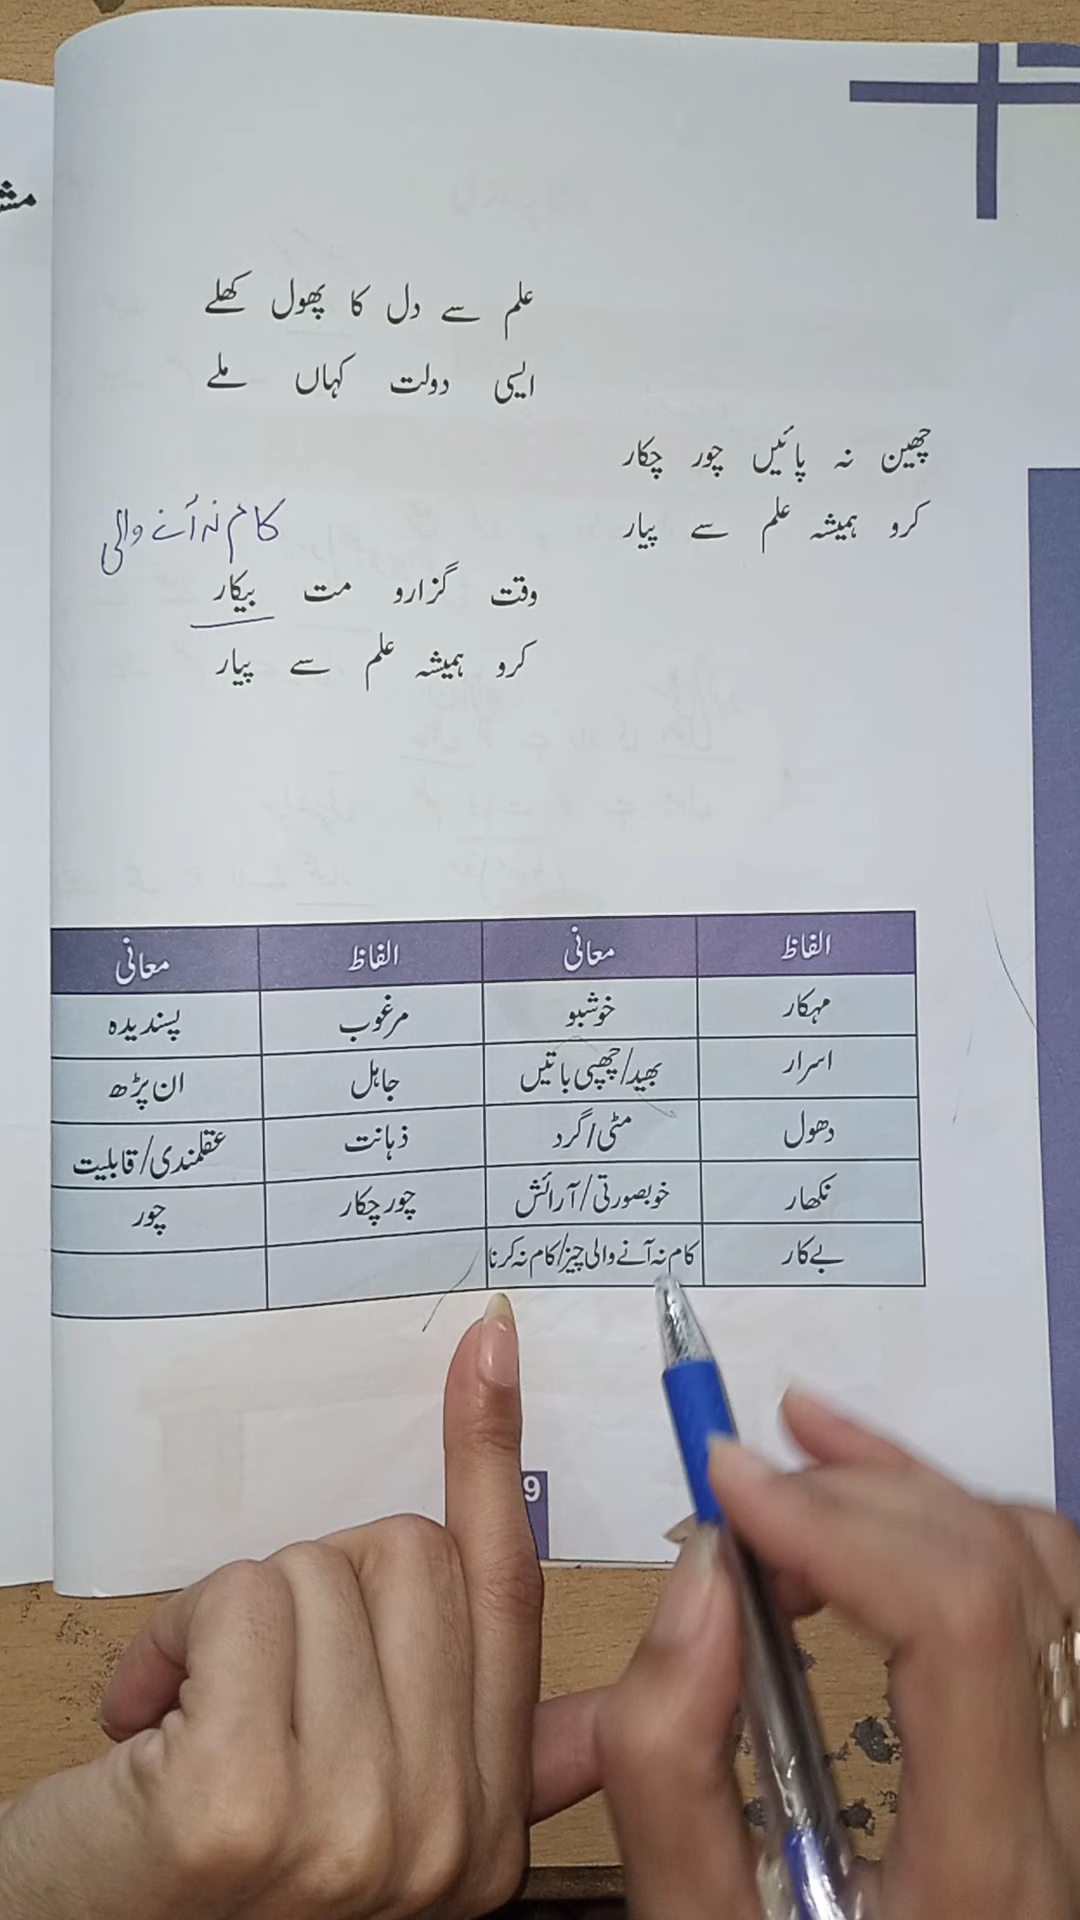 مش
علم سے دل کا پھول کھلے
ایسی دولت کہاں ملے
چھین نہ پائیں چور چکار
کرو ہمیشہ علم سے پیار
کام نہ آنے والی
وقت گزارو مت بیکار
کرو ہمیشہ علم سے پیار
الفاظ معانی الفاظ معانی
مہکار خوشبو مرغوب پسندیدہ
اسرار بھید/چھپی باتیں جاہل ان پڑھ
دھول مٹی/گرد ذہانت عقلمندی/قابلیت
نکھار خوبصورتی/آرائش چور چکار چور
بے کار کام نہ آنے والی چیز/کام نہ کرنا
9